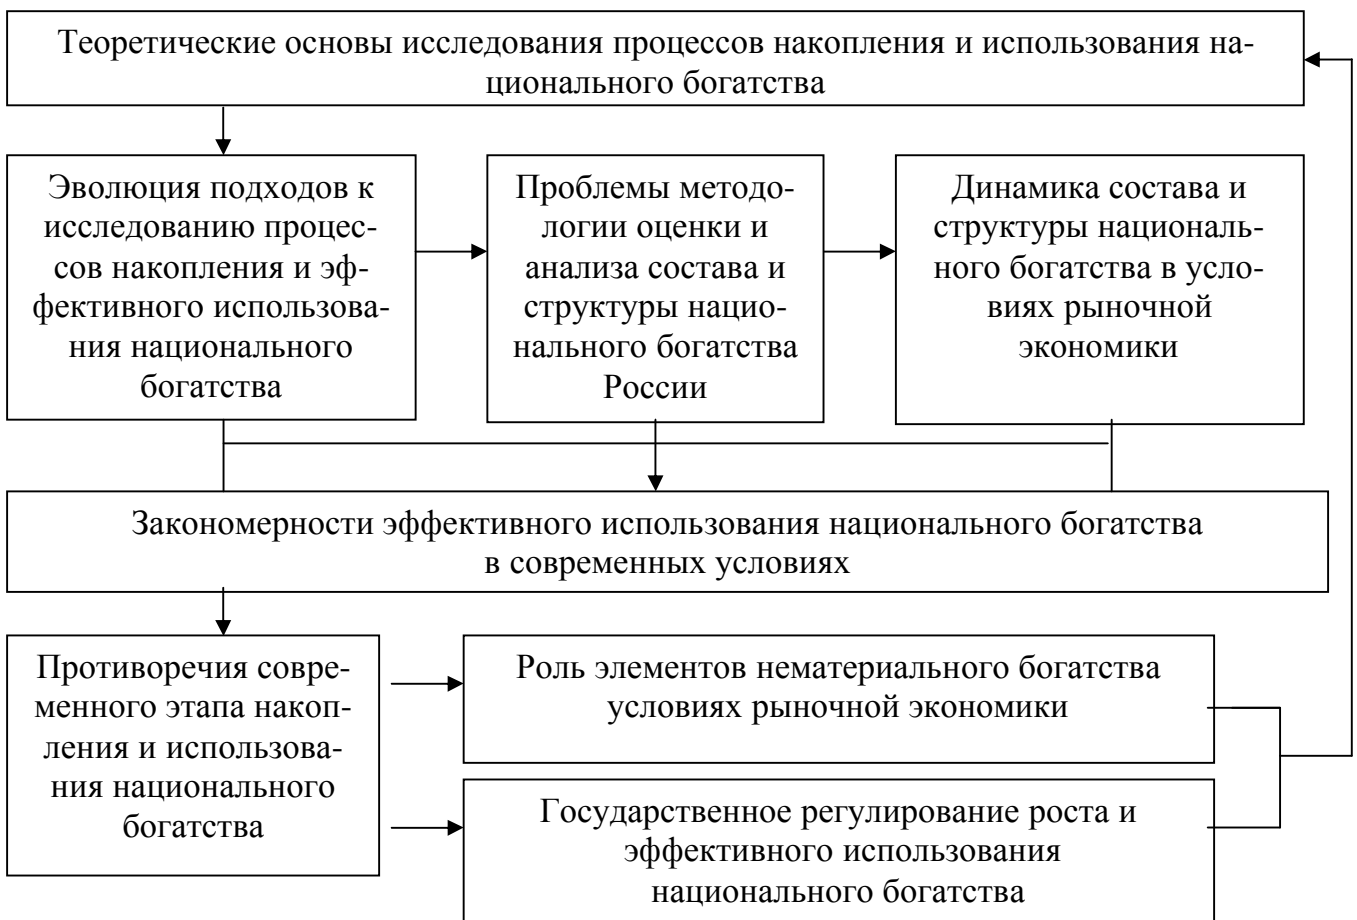 Теоретические основы исследования процессов накопления и использования на-
ционального богатства
Эволюция подходов к
исследованию процес-
сов накопления и эф-
фективного использова-
ния национального
богатства
Проблемы методо-
логии оценки и
анализа состава и
структуры нацио-
нального богатства
России
Динамика состава и
структуры националь-
ного богатства в усло-
виях рыночной
экономики
Закономерности эффективного использования национального богатства
в современных условиях
Противоречия совре-
менного этапа накоп-
ления и использова-
ния национального
богатства
Роль элементов нематериального богатства
условиях рыночной экономики
Государственное регулирование роста и
эффективного использования
национального богатства